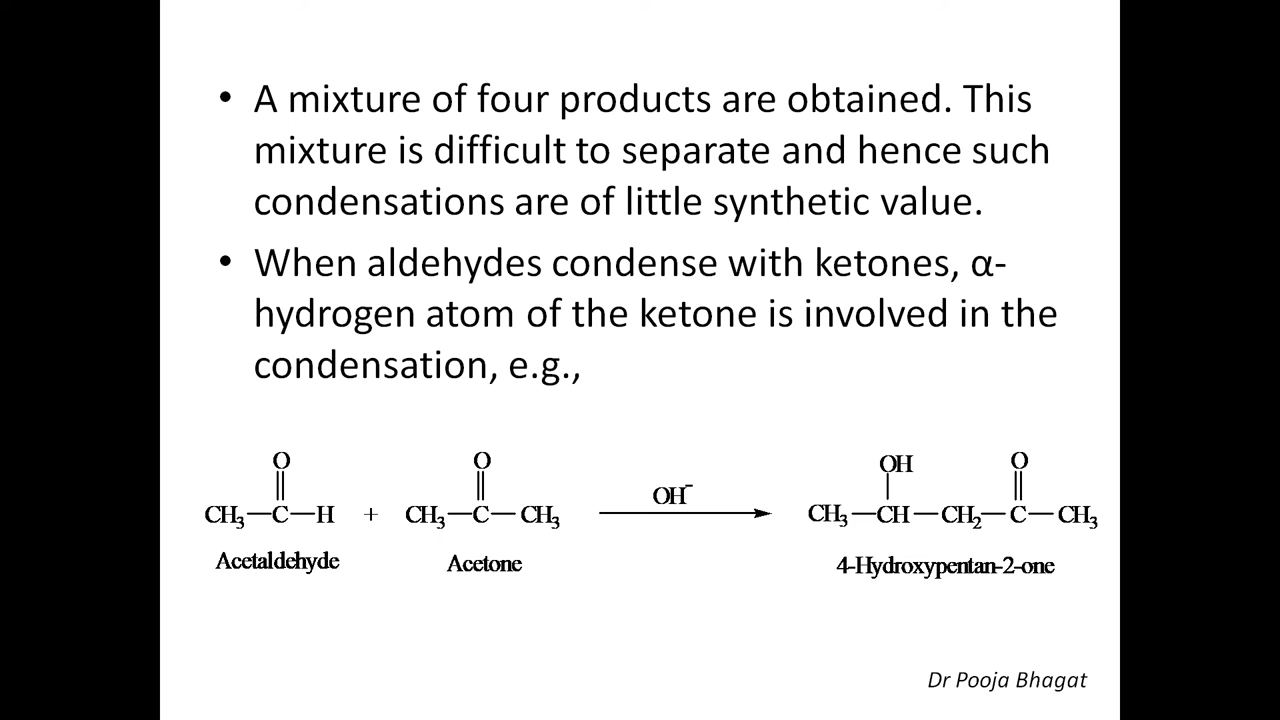 • A mixture of four products are obtained. This
mixture is difficult to separate and hence such
condensations are of little synthetic value.
• When aldehydes condense with ketones, α-
hydrogen atom of the ketone is involved in the
condensation, e.g.,
O O OH O
CH₃—C—H + CH₃—C—CH₃ OH⁻ CH₃—CH—CH₂—C—CH₃
Acetaldehyde Acetone 4-Hydroxypentan-2-one
Dr Pooja Bhagat